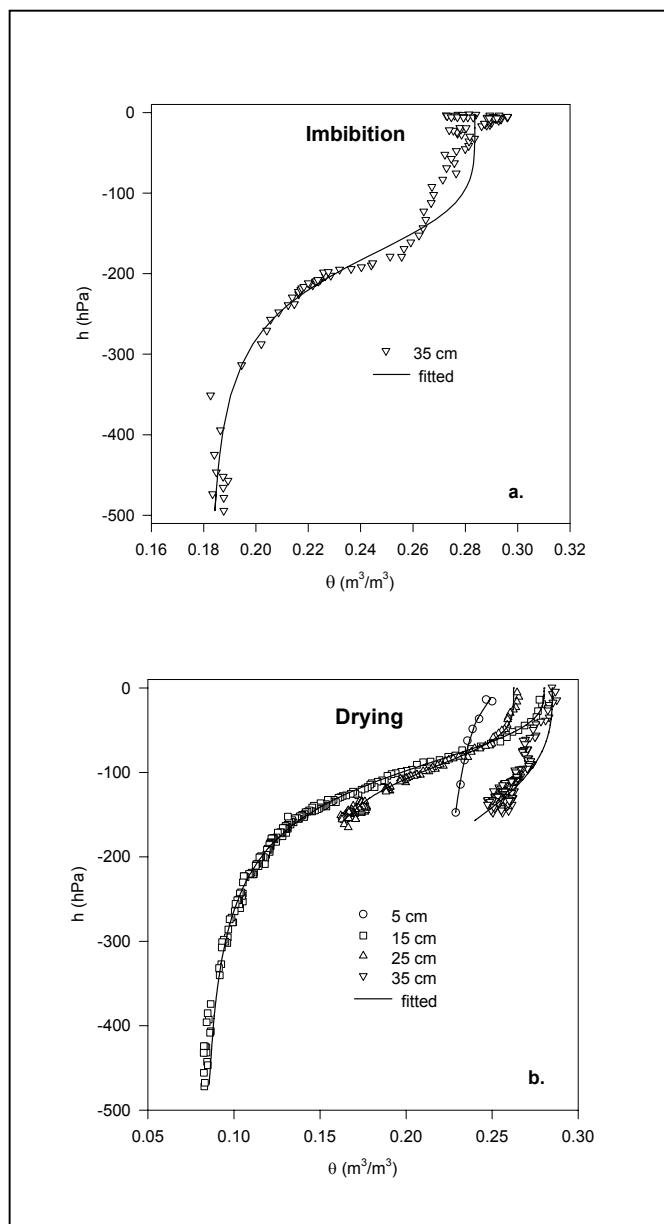 Imbibition
0
-100
-200
-300
-400
-500
h (hPa)
35 cm
fitted
a.
0.16 0.18 0.20 0.22 0.24 0.26 0.28 0.30 0.32
θ (m³/m³)
Drying
0
-100
-200
-300
-400
-500
h (hPa)
5 cm
15 cm
25 cm
35 cm
fitted
b.
0.05 0.10 0.15 0.20 0.25 0.30
θ (m³/m³)